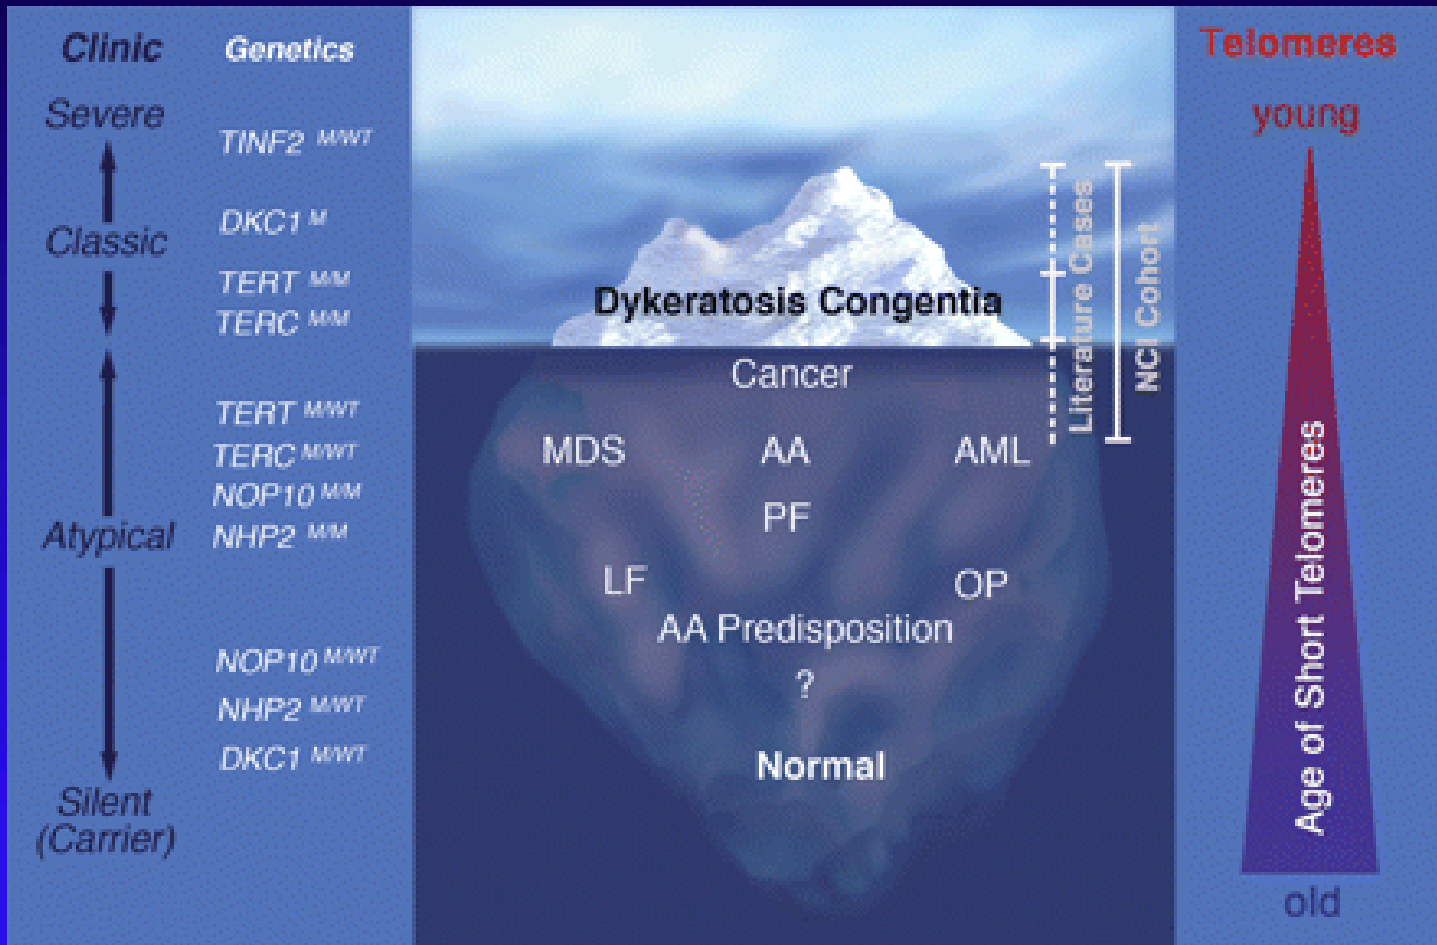 Clinic
Genetics
Telomeres
Severe
young
TINF2 M/WT
DKC1 M
Classic
TERT M/M
TERC M/M
Dykeratosis Congentia
Literature Cases
NCI Cohort
Cancer
TERT M/WT
TERC M/WT
MDS
AA
AML
NOP10 M/M
PF
NHP2 M/M
Atypical
LF
OP
AA Predisposition
NOP10 M/WT
?
NHP2 M/WT
DKC1 M/WT
Normal
Age of Short Telomeres
Silent
(Carrier)
old